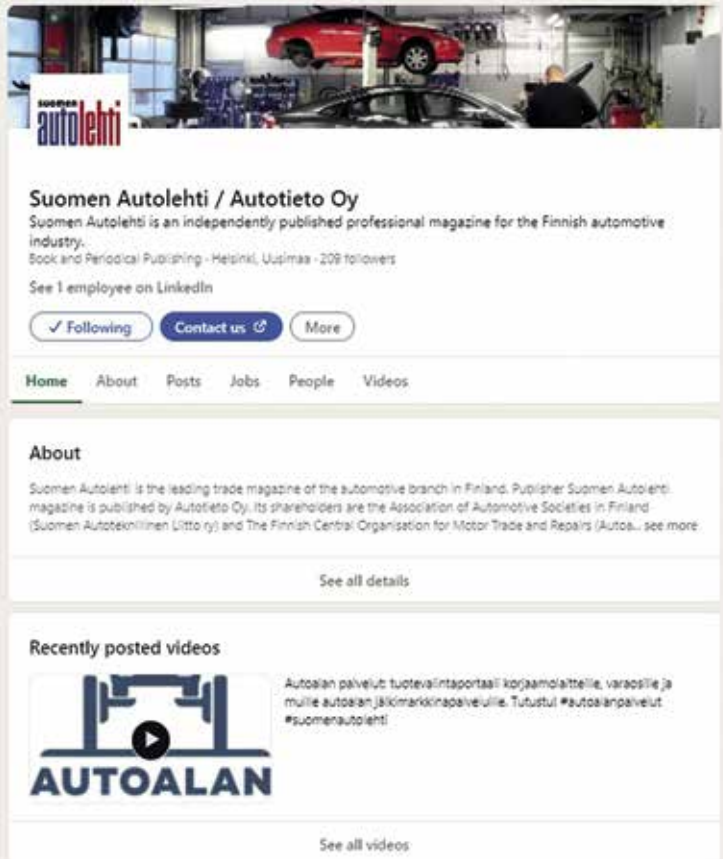 suomen
autolehti
Suomen Autolehti / Autotieto Oy
Suomen Autolehti is an independently published professional magazine for the Finnish automotive
industry.
Book and Periodical Publishing · Helsinki, Uusimaa · 209 followers
See 1 employee on LinkedIn
✓ Following
Contact us
More
Home About Posts Jobs People Videos
About
Suomen Autolehti is the leading trade magazine of the automotive branch in Finland. Publisher Suomen Autolehti
magazine is published by Autotieto Oy. Its shareholders are the Association of Automotive Societies in Finland
(Suomen Autoteknillinen Liitto ry) and The Finnish Central Organisation for Motor Trade and Repairs (Autoa... see more
See all details
Recently posted videos
AUTOALAN
Autoalan palvelut: tuotevalintaportaali korjaamolaitteille, varaosille ja
muille autoalan jälkimarkkinapalveluille. Tutustu! #autoalanpalvelut
#suomenautolehti
See all videos